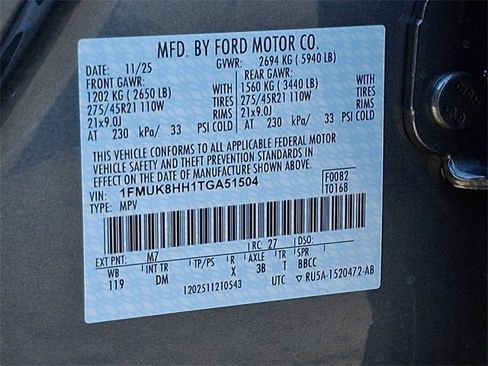 MFD. BY FORD MOTOR CO.
DATE: 11/25 GVWR: 2694 KG ( 5940 LB)
FRONT GAWR: REAR GAWR:
1202 KG ( 2650 LB) 1560 KG ( 3440 LB)
275/45R21 110W TIRES 275/45R21 110W
21x9.0J RIMS 21x9.0J
AT 230 kPa/ 33 PSI COLD AT 230 kPa/ 33 PSI COLD
THIS VEHICLE CONFORMS TO ALL APPLICABLE FEDERAL MOTOR
VEHICLE SAFETY AND THEFT PREVENTION STANDARDS IN
EFFECT ON THE DATE OF MANUFACTURE SHOWN ABOVE.
VIN: 1FMUK8HH1TGA51504 F0082
TYPE: MPV T0168
EXT PNT: M7 RC: 27 DSO:
WB INT TR TP/PS R AXLE TR SPR
119 DM X 3B T BBCC
1202511210543 UTC ▽ RU5A-1520472-AB